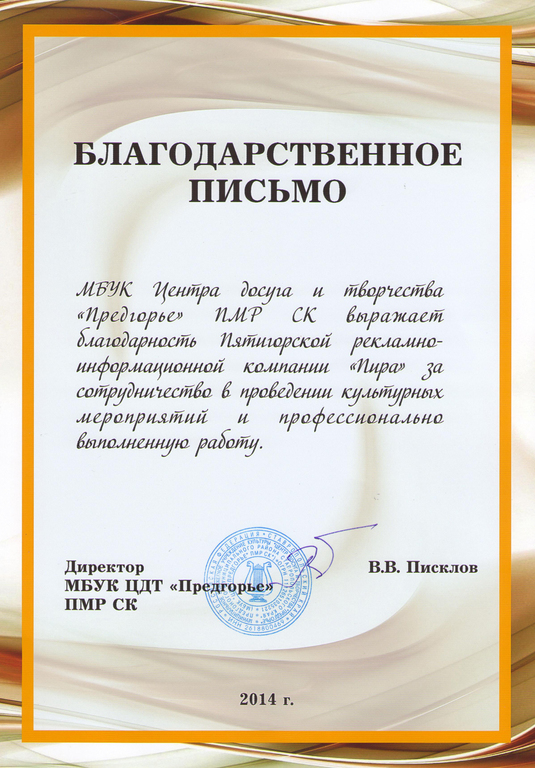 БЛАГОДАРСТВЕННОЕ
ПИСЬМО
МБУК Центра досуга и творчества
«Предгорье» ПМР СК выражает
благодарность Пятигорской рекламно-
информационной компании «Пира» за
сотрудничество в проведении культурных
мероприятий и профессионально
выполненную работу.
Директор В.В. Писклов
МБУК ЦДТ «Предгорье»
ПМР СК
2014 г.